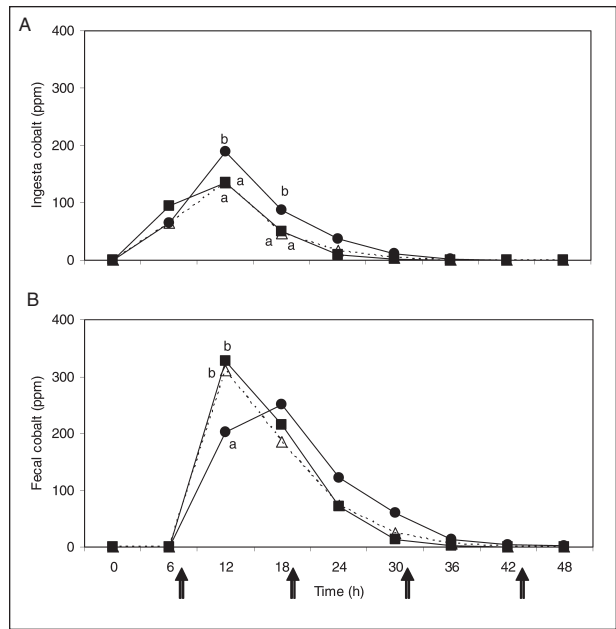 A
400
300
200
100
0
Ingesta cobalt (ppm)
b
b
a
a
a
a
B
400
300
200
100
0
Fecal cobalt (ppm)
b
b
a
0 6 12 18 24 30 36 42 48
Time (h)